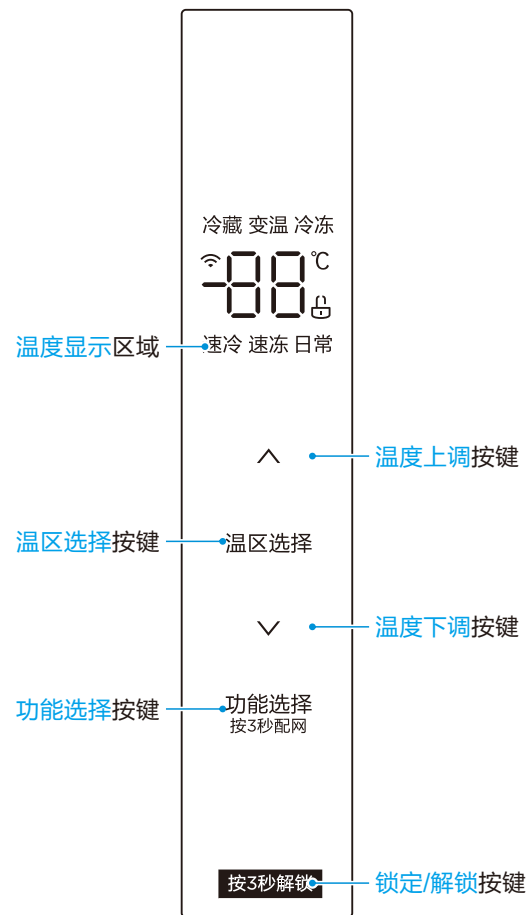 冷藏 变温 冷冻
-88℃
温度显示区域
速冷 速冻 日常
温度上调按键
温区选择按键
温区选择
温度下调按键
功能选择按键
功能选择
按3秒配网
按3秒解锁
锁定/解锁按键